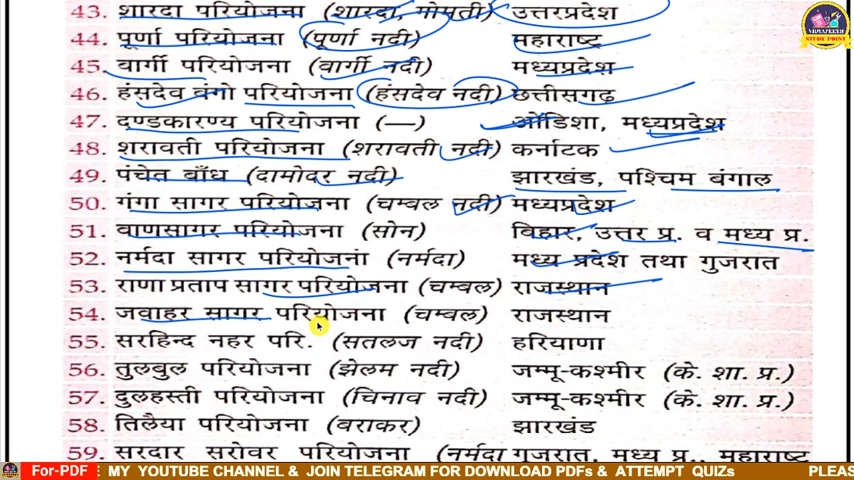 VIDYAPEETH
STUDY POINT
43. शारदा परियोजना (शारदा, गोमती) उत्तरप्रदेश
44. पूर्णा परियोजना (पूर्णा नदी) महाराष्ट्र
45. वार्गी परियोजना (वार्गी नदी) मध्यप्रदेश
46. हंसदेव वंगो परियोजना (हंसदेव नदी) छत्तीसगढ़
47. दण्डकारण्य परियोजना (—) ओडिशा, मध्यप्रदेश
48. शरावती परियोजना (शरावती नदी) कर्नाटक
49. पंचेत बाँध (दामोदर नदी) झारखंड, पश्चिम बंगाल
50. गंगा सागर परियोजना (चम्बल नदी) मध्यप्रदेश
51. वाणसागर परियोजना (सोन) विहार, उत्तर प्र. व मध्य प्र.
52. नर्मदा सागर परियोजना (नर्मदा) मध्य प्रदेश तथा गुजरात
53. राणा प्रताप सागर परियोजना (चम्बल) राजस्थान
54. जवाहर सागर परियोजना (चम्बल) राजस्थान
55. सरहिन्द नहर परि. (सतलज नदी) हरियाणा
56. तुलबुल परियोजना (झेलम नदी) जम्मू-कश्मीर (के. शा. प्र.)
57. दुलहस्ती परियोजना (चिनाव नदी) जम्मू-कश्मीर (के. शा. प्र.)
58. तिलैया परियोजना (बराकर) झारखंड
59. सरदार सरोवर परियोजना (नर्मदा गुजरात, मध्य प्र., महाराष्ट
For-PDF : MY YOUTUBE CHANNEL & JOIN TELEGRAM FOR DOWNLOAD PDFs & ATTEMPT QUIZs PLEAS